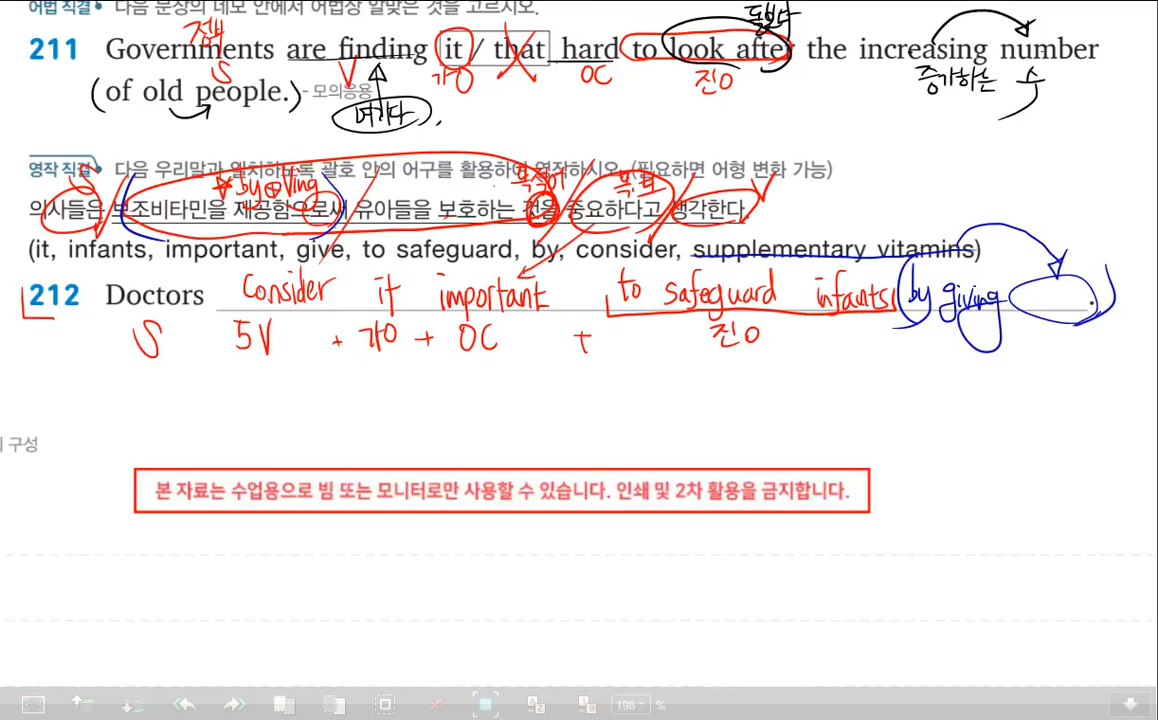 어법 직결 • 다음 문장의 네모 안에서 어법상 알맞은 것을 고르시오.
돌보다
정부
211 Governments are finding it / that hard to look after the increasing number
S V 가O OC 진O 증가하는 수
(of old people.) - 모의응용
여기다
영작 직결 • 다음 우리말과 일치하도록 괄호 안의 어구를 활용하여 영작하시오. (필요하면 어형 변화 가능)
S ☆by ⊕ Ving 목적어 V
의사들은 보조비타민을 제공함으로써 유아들을 보호하는 것을 중요하다고 생각한다.
(it, infants, important, give, to safeguard, by, consider, supplementary vitamins)
212 Doctors consider it important to safeguard infants by giving
S 5V + 가O + OC + 진O
구성
본 자료는 수업용으로 빔 또는 모니터로만 사용할 수 있습니다. 인쇄 및 2차 활용을 금지합니다.
198 %